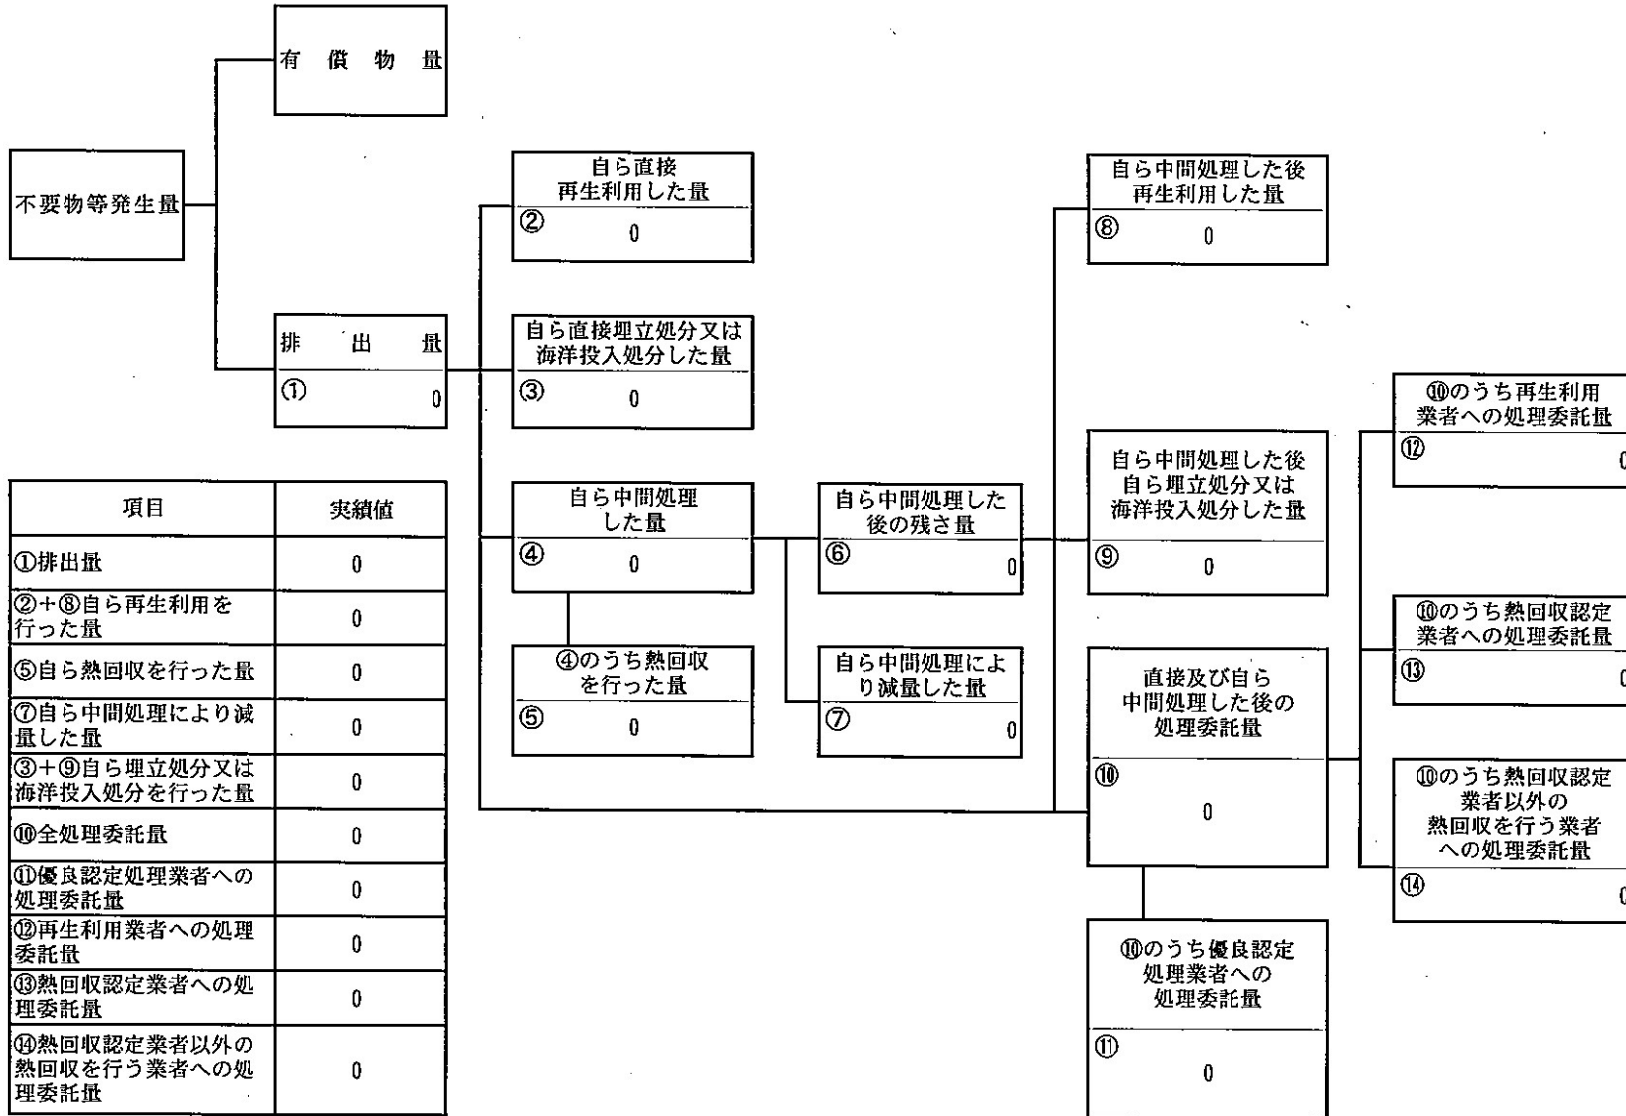 有償物量
不要物等発生量
排出量
①
0
自ら直接
再生利用した量
②
0
自ら直接埋立処分又は
海洋投入処分した量
③
0
自ら中間処理
した量
④
0
④のうち熱回収
を行った量
⑤
0
自ら中間処理した
後の残さ量
⑥
0
自ら中間処理によ
り減量した量
⑦
0
自ら中間処理した後
再生利用した量
⑧
0
自ら中間処理した後
自ら埋立処分又は
海洋投入処分した量
⑨
0
直接及び自ら
中間処理した後の
処理委託量
⑩
0
⑩のうち優良認定
処理業者への
処理委託量
⑪
0
⑩のうち再生利用
業者への処理委託量
⑫
0
⑩のうち熱回収認定
業者への処理委託量
⑬
0
⑩のうち熱回収認定
業者以外の
熱回収を行う業者
への処理委託量
⑭
0
項目 実績値
①排出量 0
②+⑧自ら再生利用を
行った量 0
⑤自ら熱回収を行った量 0
⑦自ら中間処理により減
量した量 0
③+⑨自ら埋立処分又は
海洋投入処分を行った量 0
⑩全処理委託量 0
⑪優良認定処理業者への
処理委託量 0
⑫再生利用業者への処理
委託量 0
⑬熱回収認定業者への処
理委託量 0
⑭熱回収認定業者以外の
熱回収を行う業者への処
理委託量 0